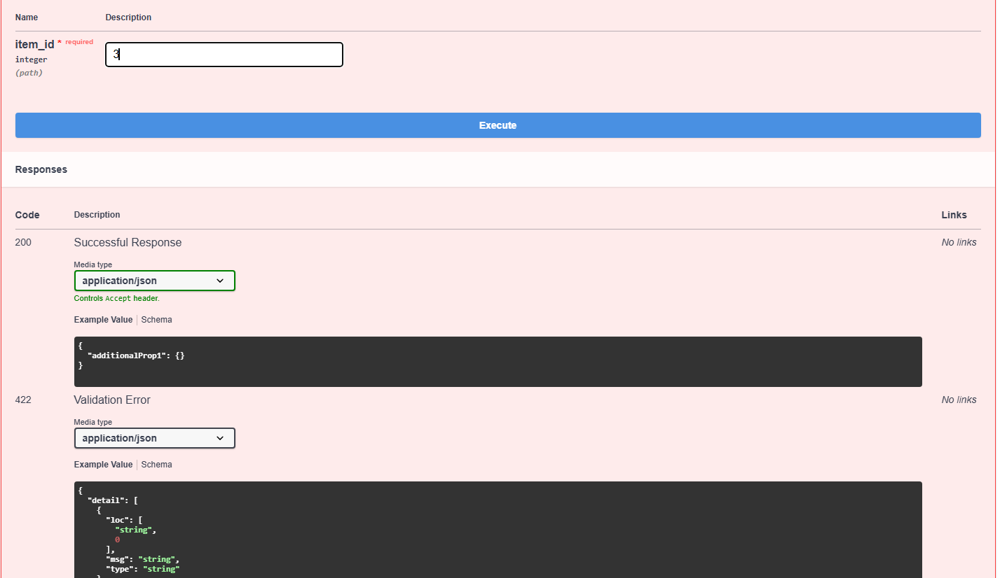 Name Description
item_id * required
integer
(path)
3
Execute
Responses
Code Description Links
200 Successful Response No links
Media type
application/json
Controls Accept header.
Example Value Schema
{
  "additionalProp1": {}
}
422 Validation Error No links
Media type
application/json
Example Value Schema
{
  "detail": [
    {
      "loc": [
        "string",
        0
      ],
      "msg": "string",
      "type": "string"
    }